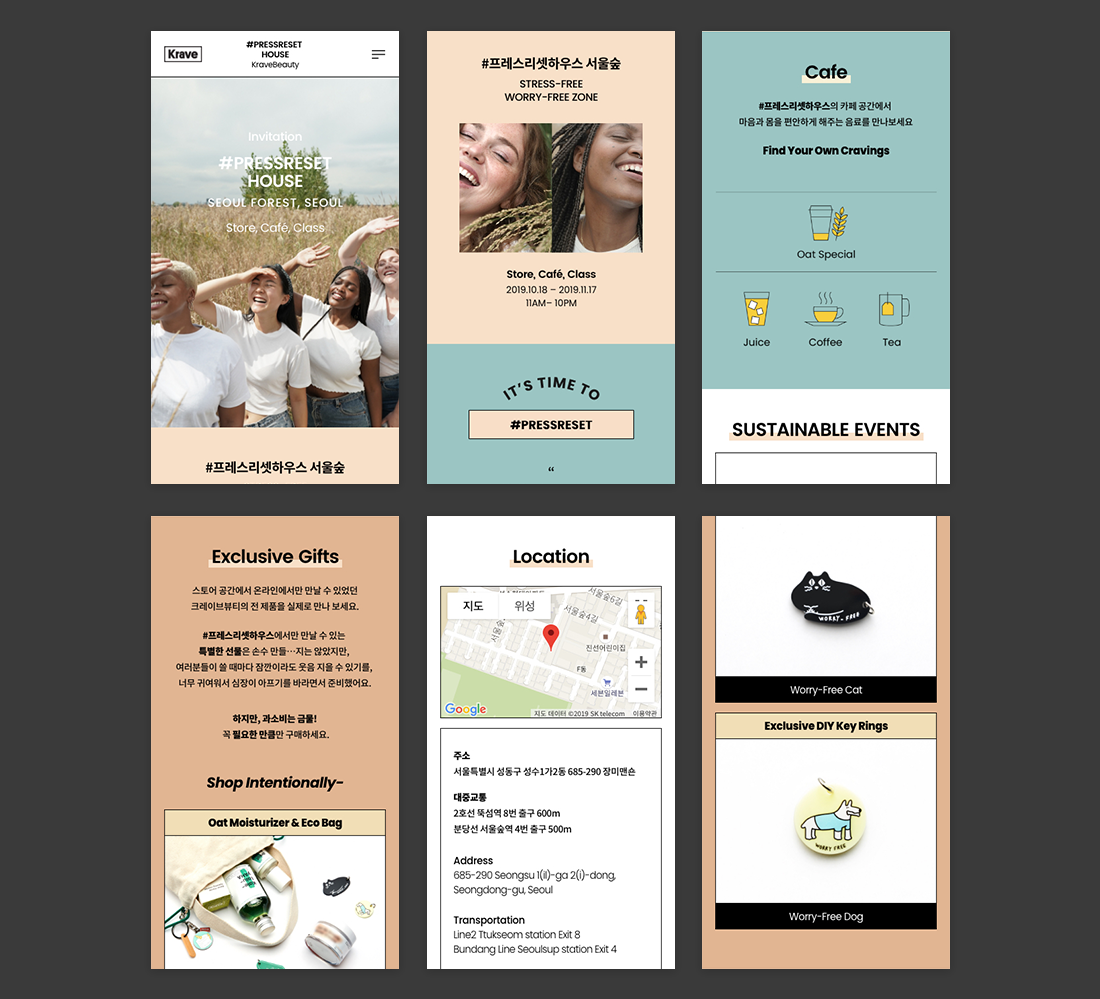 Krave
#PRESSRESET
HOUSE
KraveBeauty
Invitation
#PRESSRESET
HOUSE
SEOUL FOREST, SEOUL
Store, Café, Class
#프레스리셋하우스 서울숲
#프레스리셋하우스 서울숲
STRESS-FREE
WORRY-FREE ZONE
Store, Café, Class
2019.10.18 – 2019.11.17
11AM– 10PM
IT'S TIME TO
#PRESSRESET
“
Cafe
#프레스리셋하우스의 카페 공간에서
마음과 몸을 편안하게 해주는 음료를 만나보세요
Find Your Own Cravings
Oat Special
Juice
Coffee
Tea
SUSTAINABLE EVENTS
Exclusive Gifts
스토어 공간에서 온라인에서만 만날 수 있었던
크레이브뷰티의 전 제품을 실제로 만나 보세요.
#프레스리셋하우스에서만 만날 수 있는
특별한 선물은 손수 만들…지는 않았지만,
여러분들이 쓸 때마다 잠깐이라도 웃음 지을 수 있기를,
너무 귀여워서 심장이 아프기를 바라면서 준비했어요.
하지만, 과소비는 금물!
꼭 필요한 만큼만 구매하세요.
Shop Intentionally~
Oat Moisturizer & Eco Bag
Location
지도
위성
서울숲6길
서울숲4길
진선어린이집
F동
세븐일레븐
Google
지도 데이터 ©2019 SK telecom
이용약관
주소
서울특별시 성동구 성수1가2동 685-290 장미맨숀
대중교통
2호선 뚝섬역 8번 출구 600m
분당선 서울숲역 4번 출구 500m
Address
685-290 Seongsu 1(il)-ga 2(i)-dong,
Seongdong-gu, Seoul
Transportation
Line2 Ttukseom station Exit 8
Bundang Line Seoulsup station Exit 4
WORRY-FREE
Worry-Free Cat
Exclusive DIY Key Rings
WORRY FREE
Worry-Free Dog